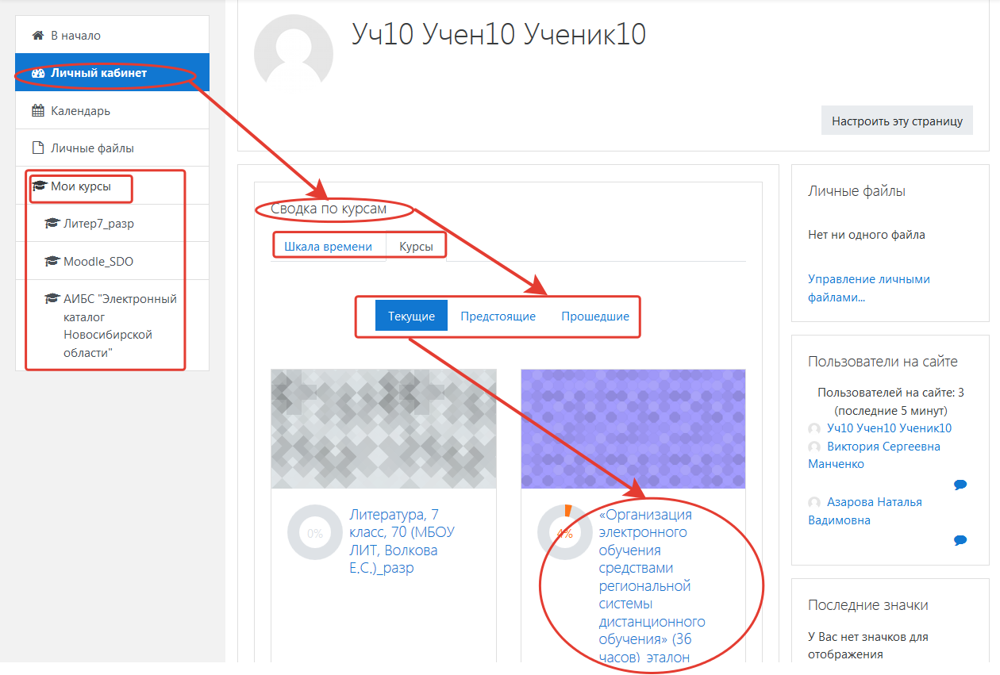 В начало
Личный кабинет
Календарь
Личные файлы
Мои курсы
Литер7_разр
Moodle_SDO
АИБС "Электронный
каталог
Новосибирской
области"
Уч10 Учен10 Ученик10
Настроить эту страницу
Сводка по курсам
Шкала времени
Курсы
Текущие
Предстоящие
Прошедшие
0%
Литература, 7
класс, 70 (МБОУ
ЛИТ, Волкова
Е.С.)_разр
4%
«Организация
электронного
обучения
средствами
региональной
системы
дистанционного
обучения» (36
часов)_эталон
Личные файлы
Нет ни одного файла
Управление личными
файлами...
Пользователи на сайте
Пользователей на сайте: 3
(последние 5 минут)
Уч10 Учен10 Ученик10
Виктория Сергеевна
Манченко
Азарова Наталья
Вадимовна
Последние значки
У Вас нет значков для
отображения